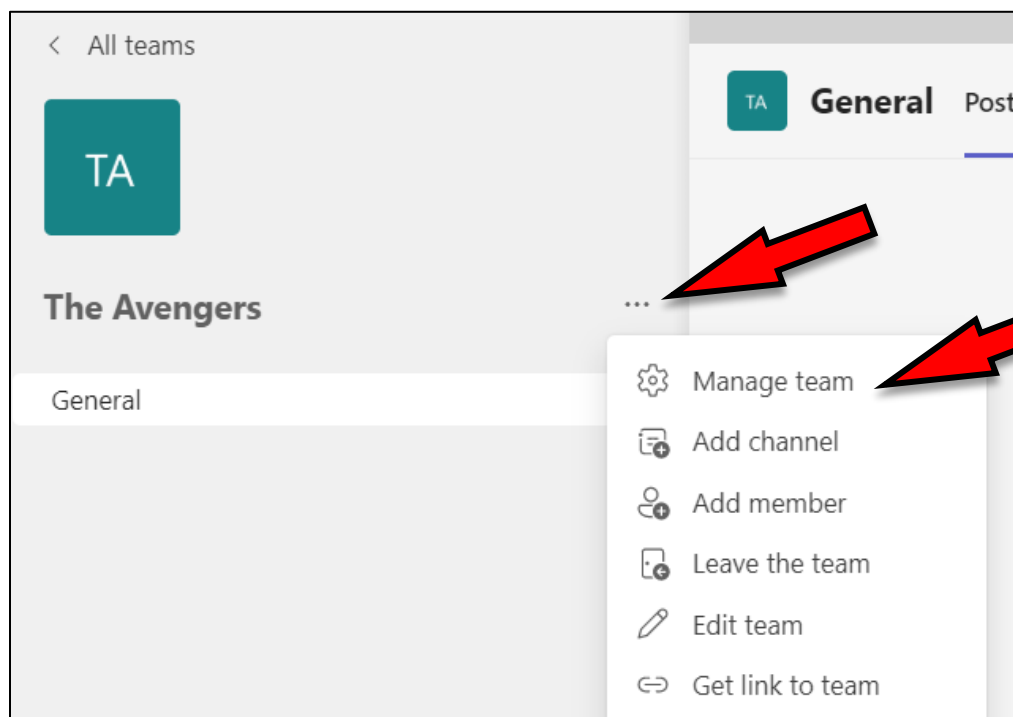 All teams
TA
The Avengers
...
General
TA General Post
Manage team
Add channel
Add member
Leave the team
Edit team
Get link to team